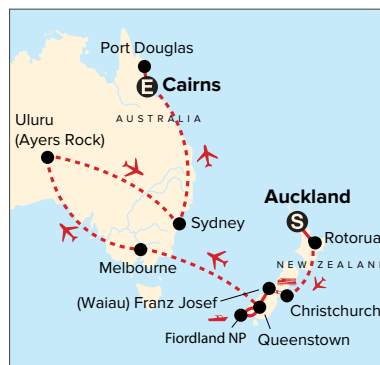 Port Douglas
E Cairns
AUSTRALIA
Uluru
(Ayers Rock)
Auckland
S
Sydney
Rotorua
Melbourne
NEW ZEALAND
(Waiau) Franz Josef
Christchurch
Fiordland NP
Queenstown